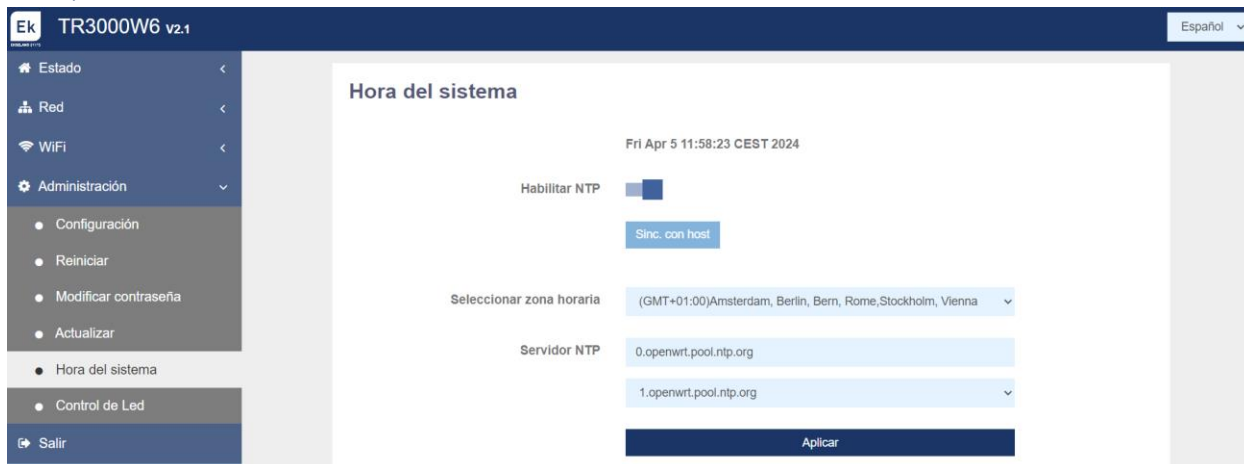 Ek TR3000W6 V2.1
Español
Estado
Red
WiFi
Administración
Configuración
Reiniciar
Modificar contraseña
Actualizar
Hora del sistema
Control de Led
Salir
Hora del sistema
Fri Apr 5 11:58:23 CEST 2024
Habilitar NTP
Sinc. con host
Seleccionar zona horaria (GMT+01:00)Amsterdam, Berlin, Bern, Rome,Stockholm, Vienna
Servidor NTP 0.openwrt.pool.ntp.org
1.openwrt.pool.ntp.org
Aplicar